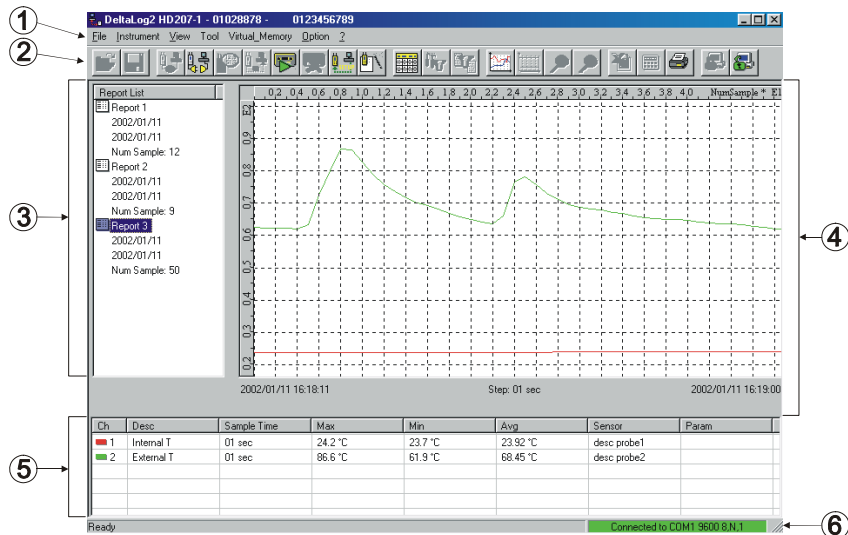 DeltaLog2 HD207-1 - 01028878 - 0123456789
1
File Instrument View Tool Virtual_Memory Option ?
2
Report List
Report 1
2002/01/11
2002/01/11
Num Sample: 12
Report 2
2002/01/11
2002/01/11
Num Sample: 9
Report 3
2002/01/11
2002/01/11
Num Sample: 50
3
0,2 0,4 0,6 0,8 1,0 1,2 1,4 1,6 1,8 2,0 2,2 2,4 2,6 2,8 3,0 3,2 3,4 3,6 3,8 4,0 NumSample * E1
E2
0,9
0,8
0,7
0,6
0,5
0,4
0,3
0,2
4
2002/01/11 16:18:11 Step: 01 sec 2002/01/11 16:19:00
Ch Desc Sample Time Max Min Avg Sensor Param
1 Internal T 01 sec 24.2 °C 23.7 °C 23.92 °C desc probe1
2 External T 01 sec 86.6 °C 61.9 °C 68.45 °C desc probe2
5
Ready Connected to COM1 9600 8,N,1
6